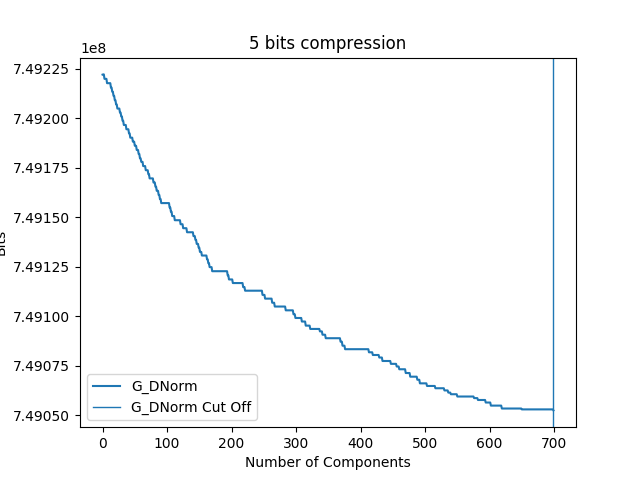 5 bits compression
1e8
7.49225
7.49200
7.49175
7.49150
7.49125
7.49100
7.49075
7.49050
Bits
G_DNorm
G_DNorm Cut Off
0 100 200 300 400 500 600 700
Number of Components